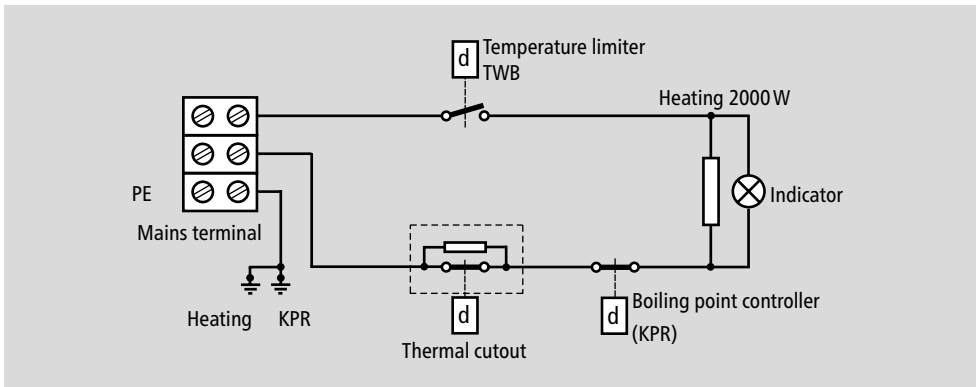 d
Temperature limiter
TWB
Heating 2000 W
PE
Indicator
Mains terminal
Heating KPR
d
Thermal cutout
d
Boiling point controller
(KPR)